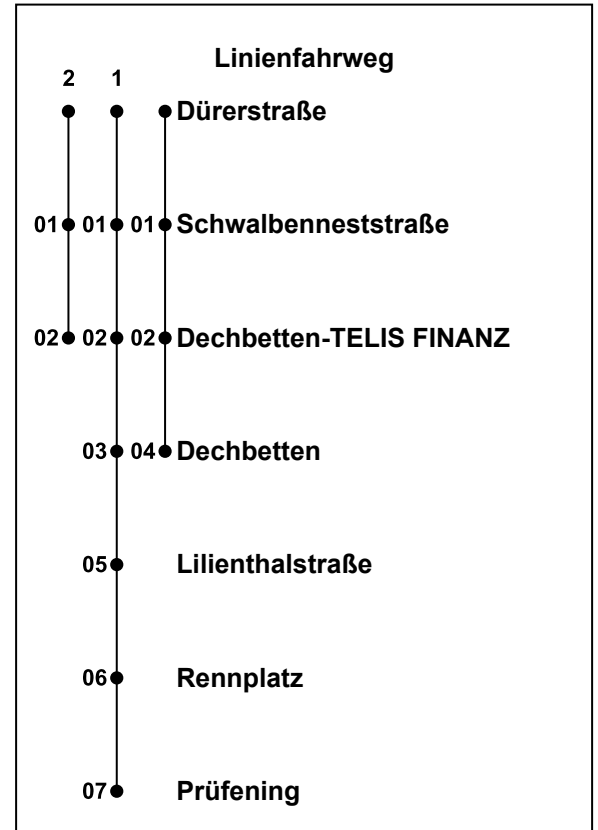 Linienfahrweg
2 1
Dürerstraße
01 01 01 Schwalbenneststraße
02 02 02 Dechbetten-TELIS FINANZ
03 04 Dechbetten
05 Lilienthalstraße
06 Rennplatz
07 Prüfening